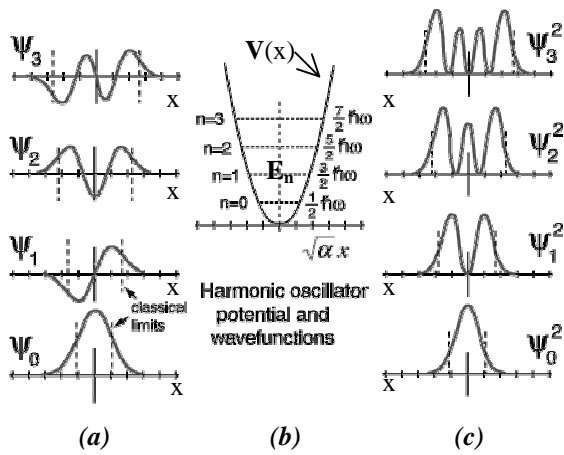 Ψ₃
X
Ψ₂
X
Ψ₁
X
classical
limits
Ψ₀
X
(a)
V(x)
n=3
7/2 ħω
n=2
5/2 ħω
Eₙ
n=1
3/2 ħω
n=0
1/2 ħω
√α x
Harmonic oscillator
potential and
wavefunctions
(b)
Ψ₃²
X
Ψ₂²
X
Ψ₁²
X
Ψ₀²
X
(c)